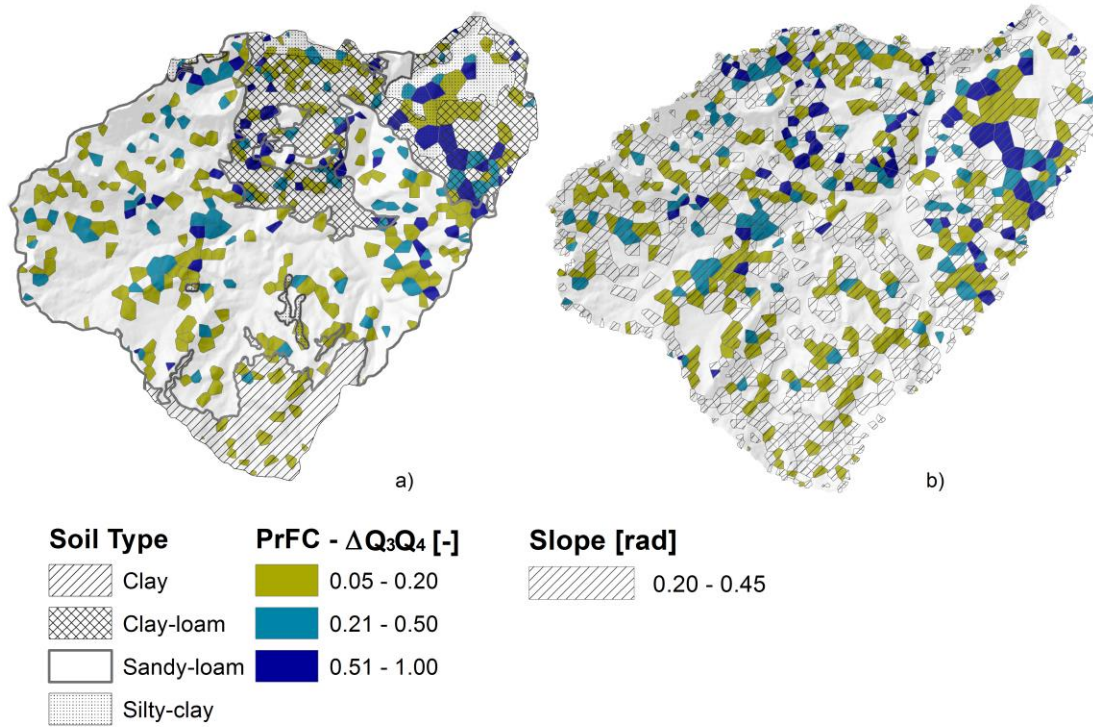 a)
b)
Soil Type
Clay
Clay-loam
Sandy-loam
Silty-clay
PrFC - ΔQ₃Q₄ [-]
0.05 - 0.20
0.21 - 0.50
0.51 - 1.00
Slope [rad]
0.20 - 0.45